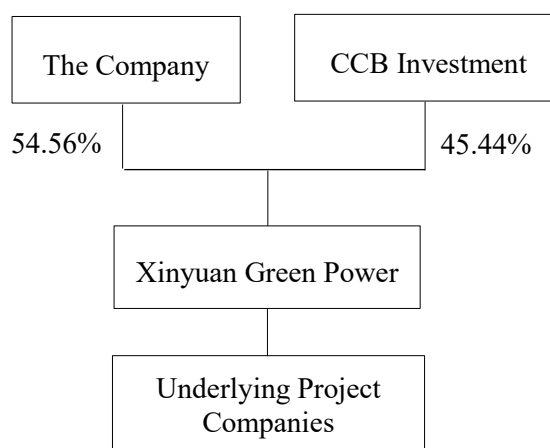 The Company
CCB Investment
54.56%
45.44%
Xinyuan Green Power
Underlying Project
Companies